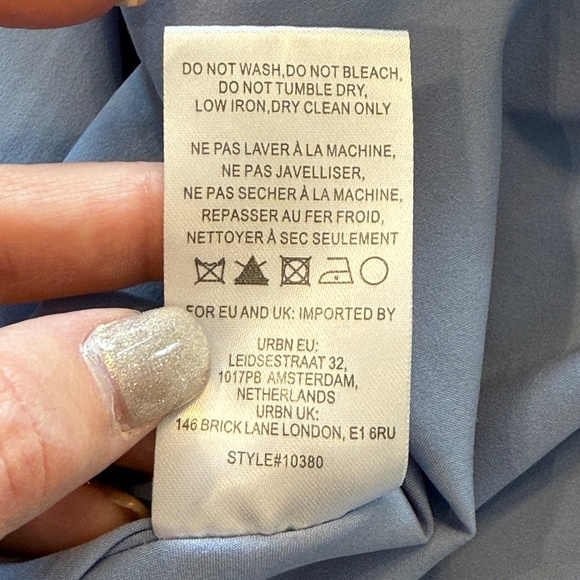 DO NOT WASH,DO NOT BLEACH,
DO NOT TUMBLE DRY,
LOW IRON,DRY CLEAN ONLY
NE PAS LAVER À LA MACHINE,
NE PAS JAVELLISER,
NE PAS SECHER À LA MACHINE,
REPASSER AU FER FROID,
NETTOYER À SEC SEULEMENT
FOR EU AND UK: IMPORTED BY
URBN EU:
LEIDSESTRAAT 32,
1017PB AMSTERDAM,
NETHERLANDS
URBN UK:
146 BRICK LANE LONDON, E1 6RU
STYLE#10380